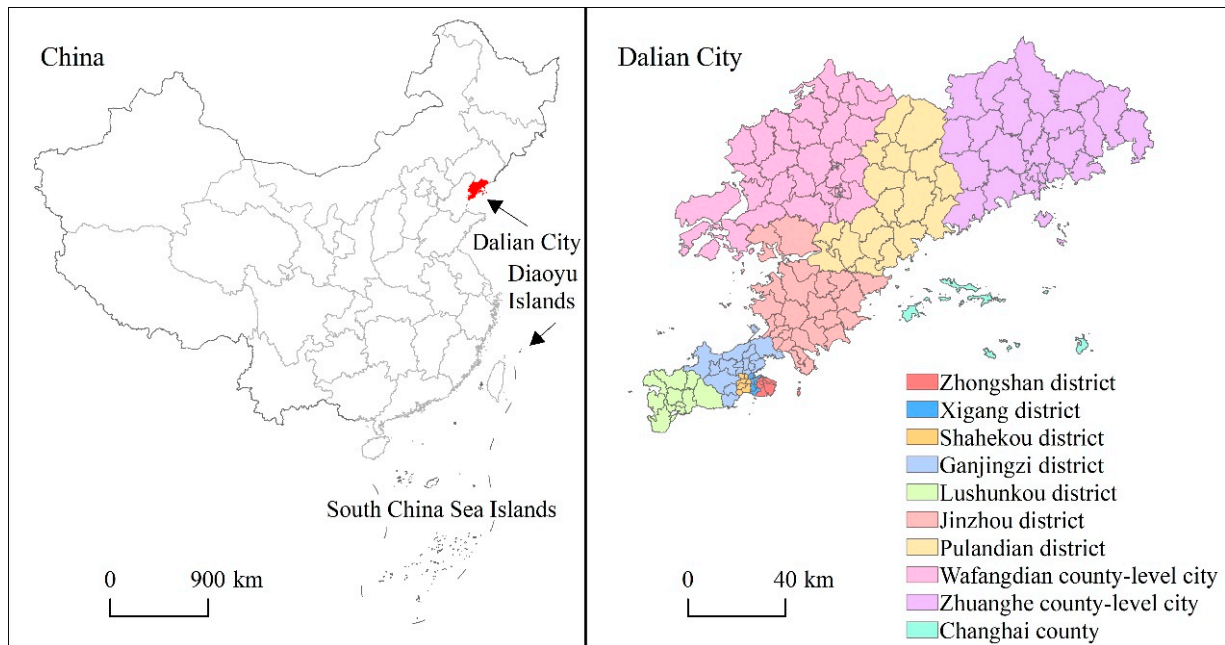 China
Dalian City
Diaoyu
Islands
South China Sea Islands
0 900 km
Dalian City
Zhongshan district
Xigang district
Shahekou district
Ganjingzi district
Lushunkou district
Jinzhou district
Pulandian district
Wafangdian county-level city
Zhuanghe county-level city
Changhai county
0 40 km